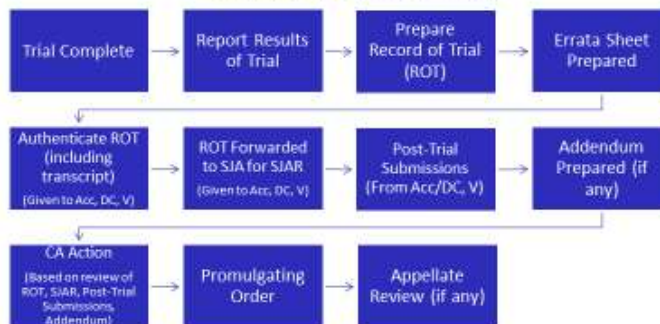 Trial Complete
Report Results
of Trial
Prepare
Record of Trial
(ROT)
Errata Sheet
Prepared
Authenticate ROT
(including
transcript)
(Given to Acc, DC, V)
ROT Forwarded
to SJA for SJAR
(Given to Acc, DC, V)
Post-Trial
Submissions
(From Acc/DC, V)
Addendum
Prepared (if
any)
CA Action
(Based on review of
ROT, SJAR, Post-Trial
Submissions,
Addendum)
Promulgating
Order
Appellate
Review (if any)